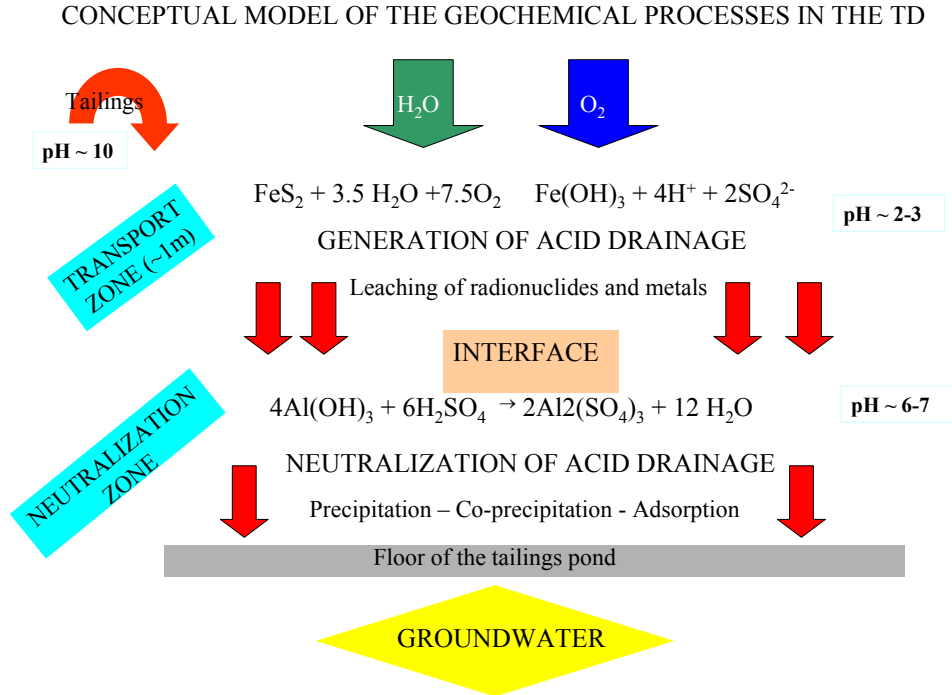 CONCEPTUAL MODEL OF THE GEOCHEMICAL PROCESSES IN THE TD
Tailings
H₂O
O₂
pH ~ 10
FeS₂ + 3.5 H₂O +7.5O₂ Fe(OH)₃ + 4H⁺ + 2SO₄²⁻
pH ~ 2-3
GENERATION OF ACID DRAINAGE
TRANSPORT
ZONE (~1m)
Leaching of radionuclides and metals
INTERFACE
4Al(OH)₃ + 6H₂SO₄ → 2Al2(SO₄)₃ + 12 H₂O
pH ~ 6-7
NEUTRALIZATION
ZONE
NEUTRALIZATION OF ACID DRAINAGE
Precipitation – Co-precipitation - Adsorption
Floor of the tailings pond
GROUNDWATER